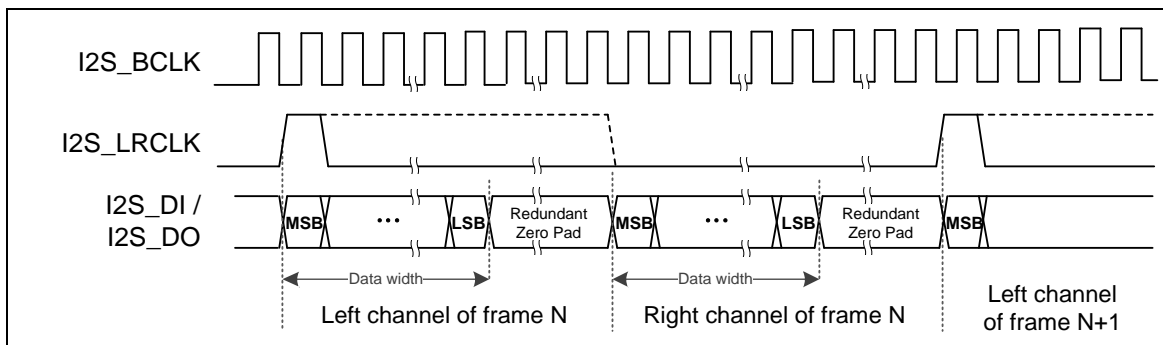 I2S_BCLK
I2S_LRCLK
I2S_DI /
I2S_DO
MSB
•••
LSB
Redundant
Zero Pad
MSB
•••
LSB
Redundant
Zero Pad
MSB
Data width
Data width
Left channel of frame N
Right channel of frame N
Left channel
of frame N+1